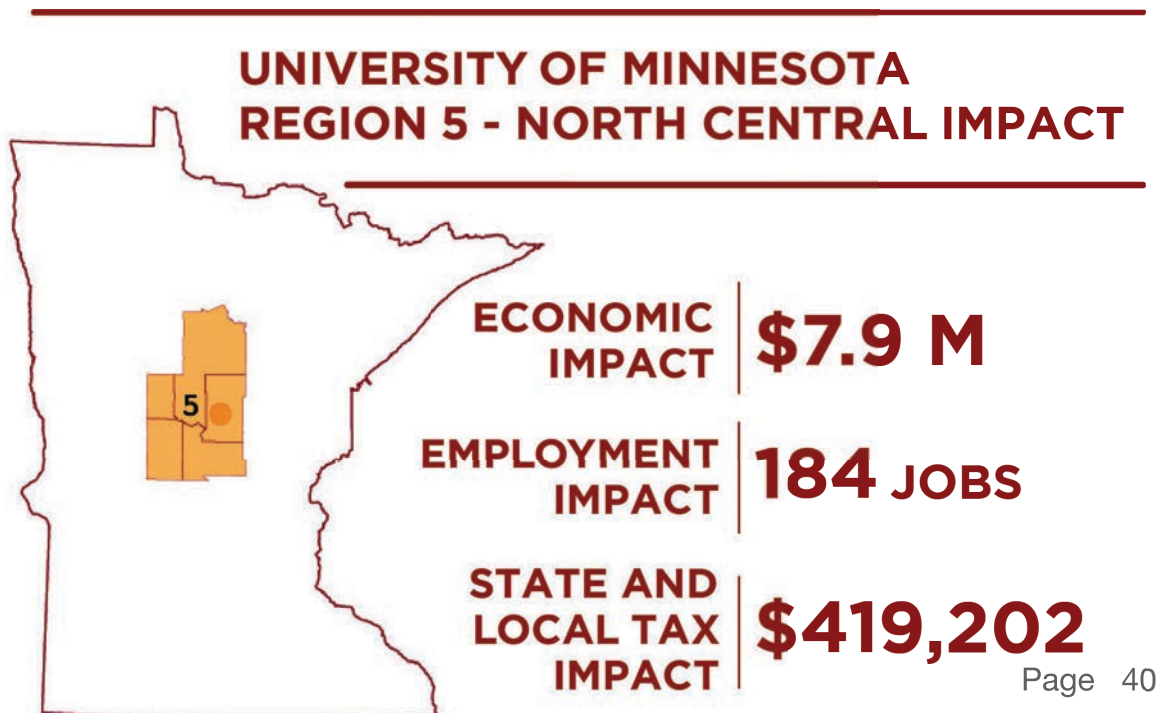 UNIVERSITY OF MINNESOTA
REGION 5 - NORTH CENTRAL IMPACT
5
ECONOMIC
IMPACT
$7.9 M
EMPLOYMENT
IMPACT
184 JOBS
STATE AND
LOCAL TAX
IMPACT
$419,202
Page 40